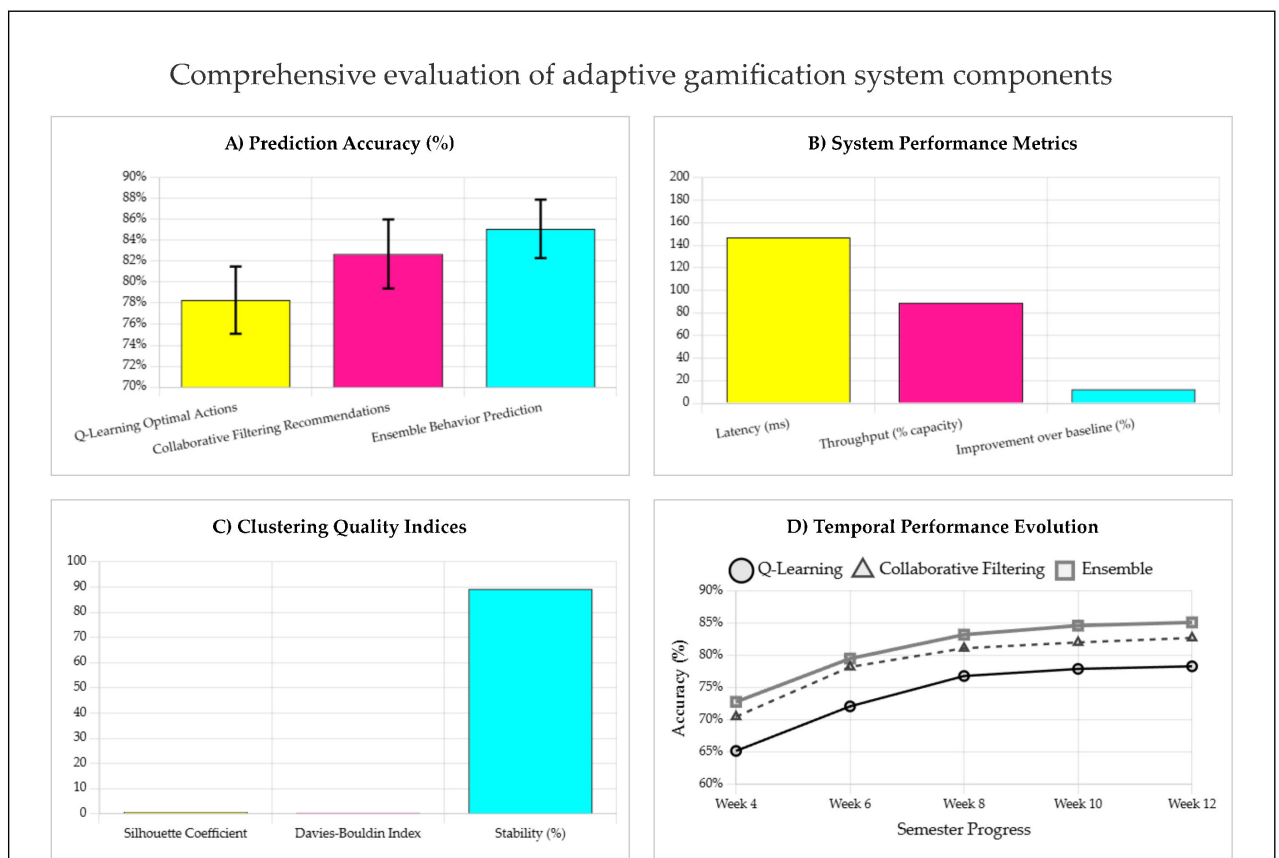 Comprehensive evaluation of adaptive gamification system components
A) Prediction Accuracy (%)
90%
88%
86%
84%
82%
80%
78%
76%
74%
72%
70%
Q-Learning Optimal Actions
Collaborative Filtering Recommendations
Ensemble Behavior Prediction
B) System Performance Metrics
200
180
160
140
120
100
80
60
40
20
0
Latency (ms)
Throughput (% capacity)
Improvement over baseline (%)
C) Clustering Quality Indices
100
90
80
70
60
50
40
30
20
10
0
Silhouette Coefficient
Davies-Bouldin Index
Stability (%)
D) Temporal Performance Evolution
Q-Learning
Collaborative Filtering
Ensemble
90%
85%
80%
75%
70%
65%
60%
Accuracy (%)
Week 4
Week 6
Week 8
Week 10
Week 12
Semester Progress